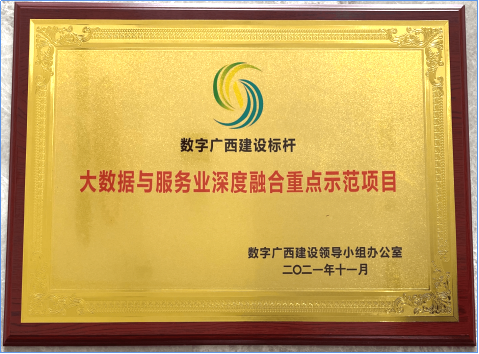 数字广西建设标杆
大数据与服务业深度融合重点示范项目
数字广西建设领导小组办公室
二〇二一年十一月